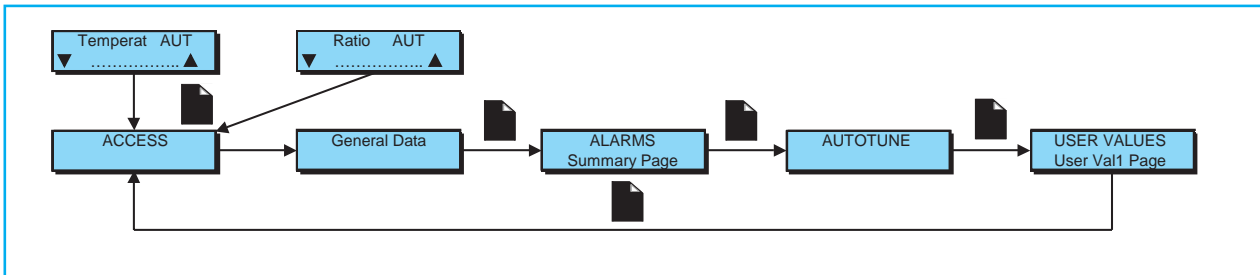 Temperat AUT
▼ ................ ▲
Ratio AUT
▼ ................ ▲
ACCESS
General Data
ALARMS
Summary Page
AUTOTUNE
USER VALUES
User Val1 Page